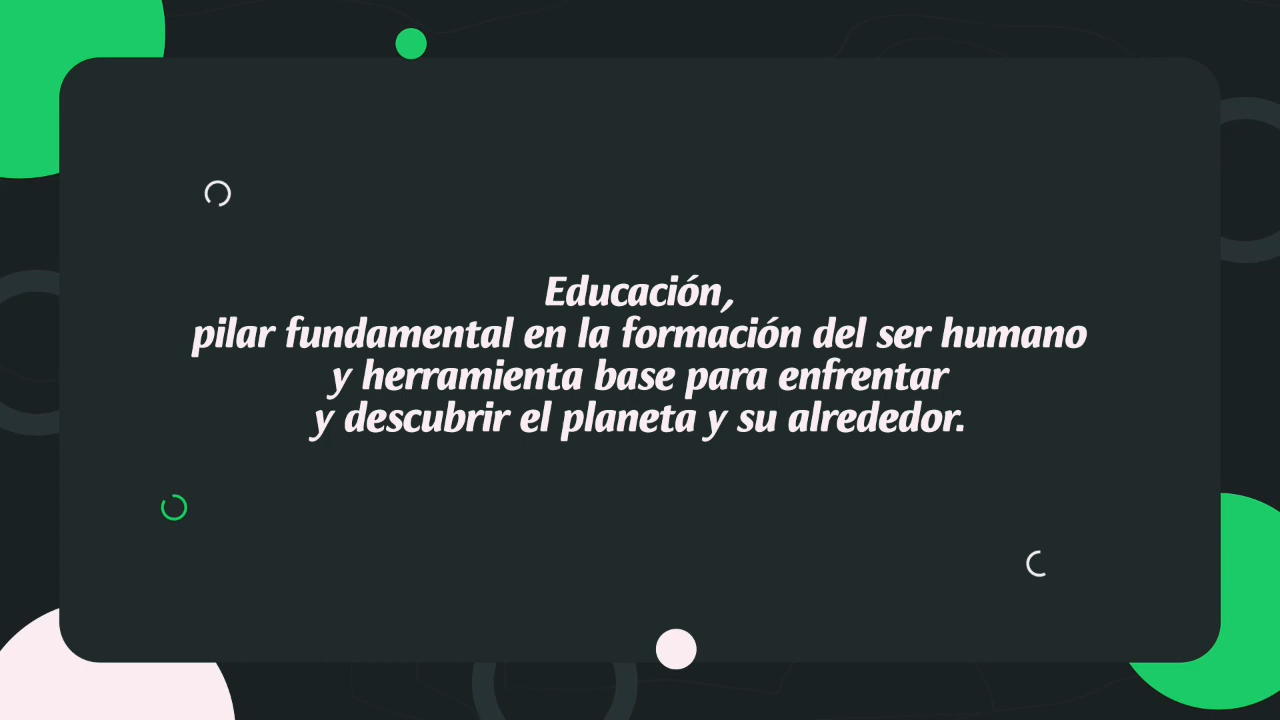 Educación,
pilar fundamental en la formación del ser humano
y herramienta base para enfrentar
y descubrir el planeta y su alrededor.